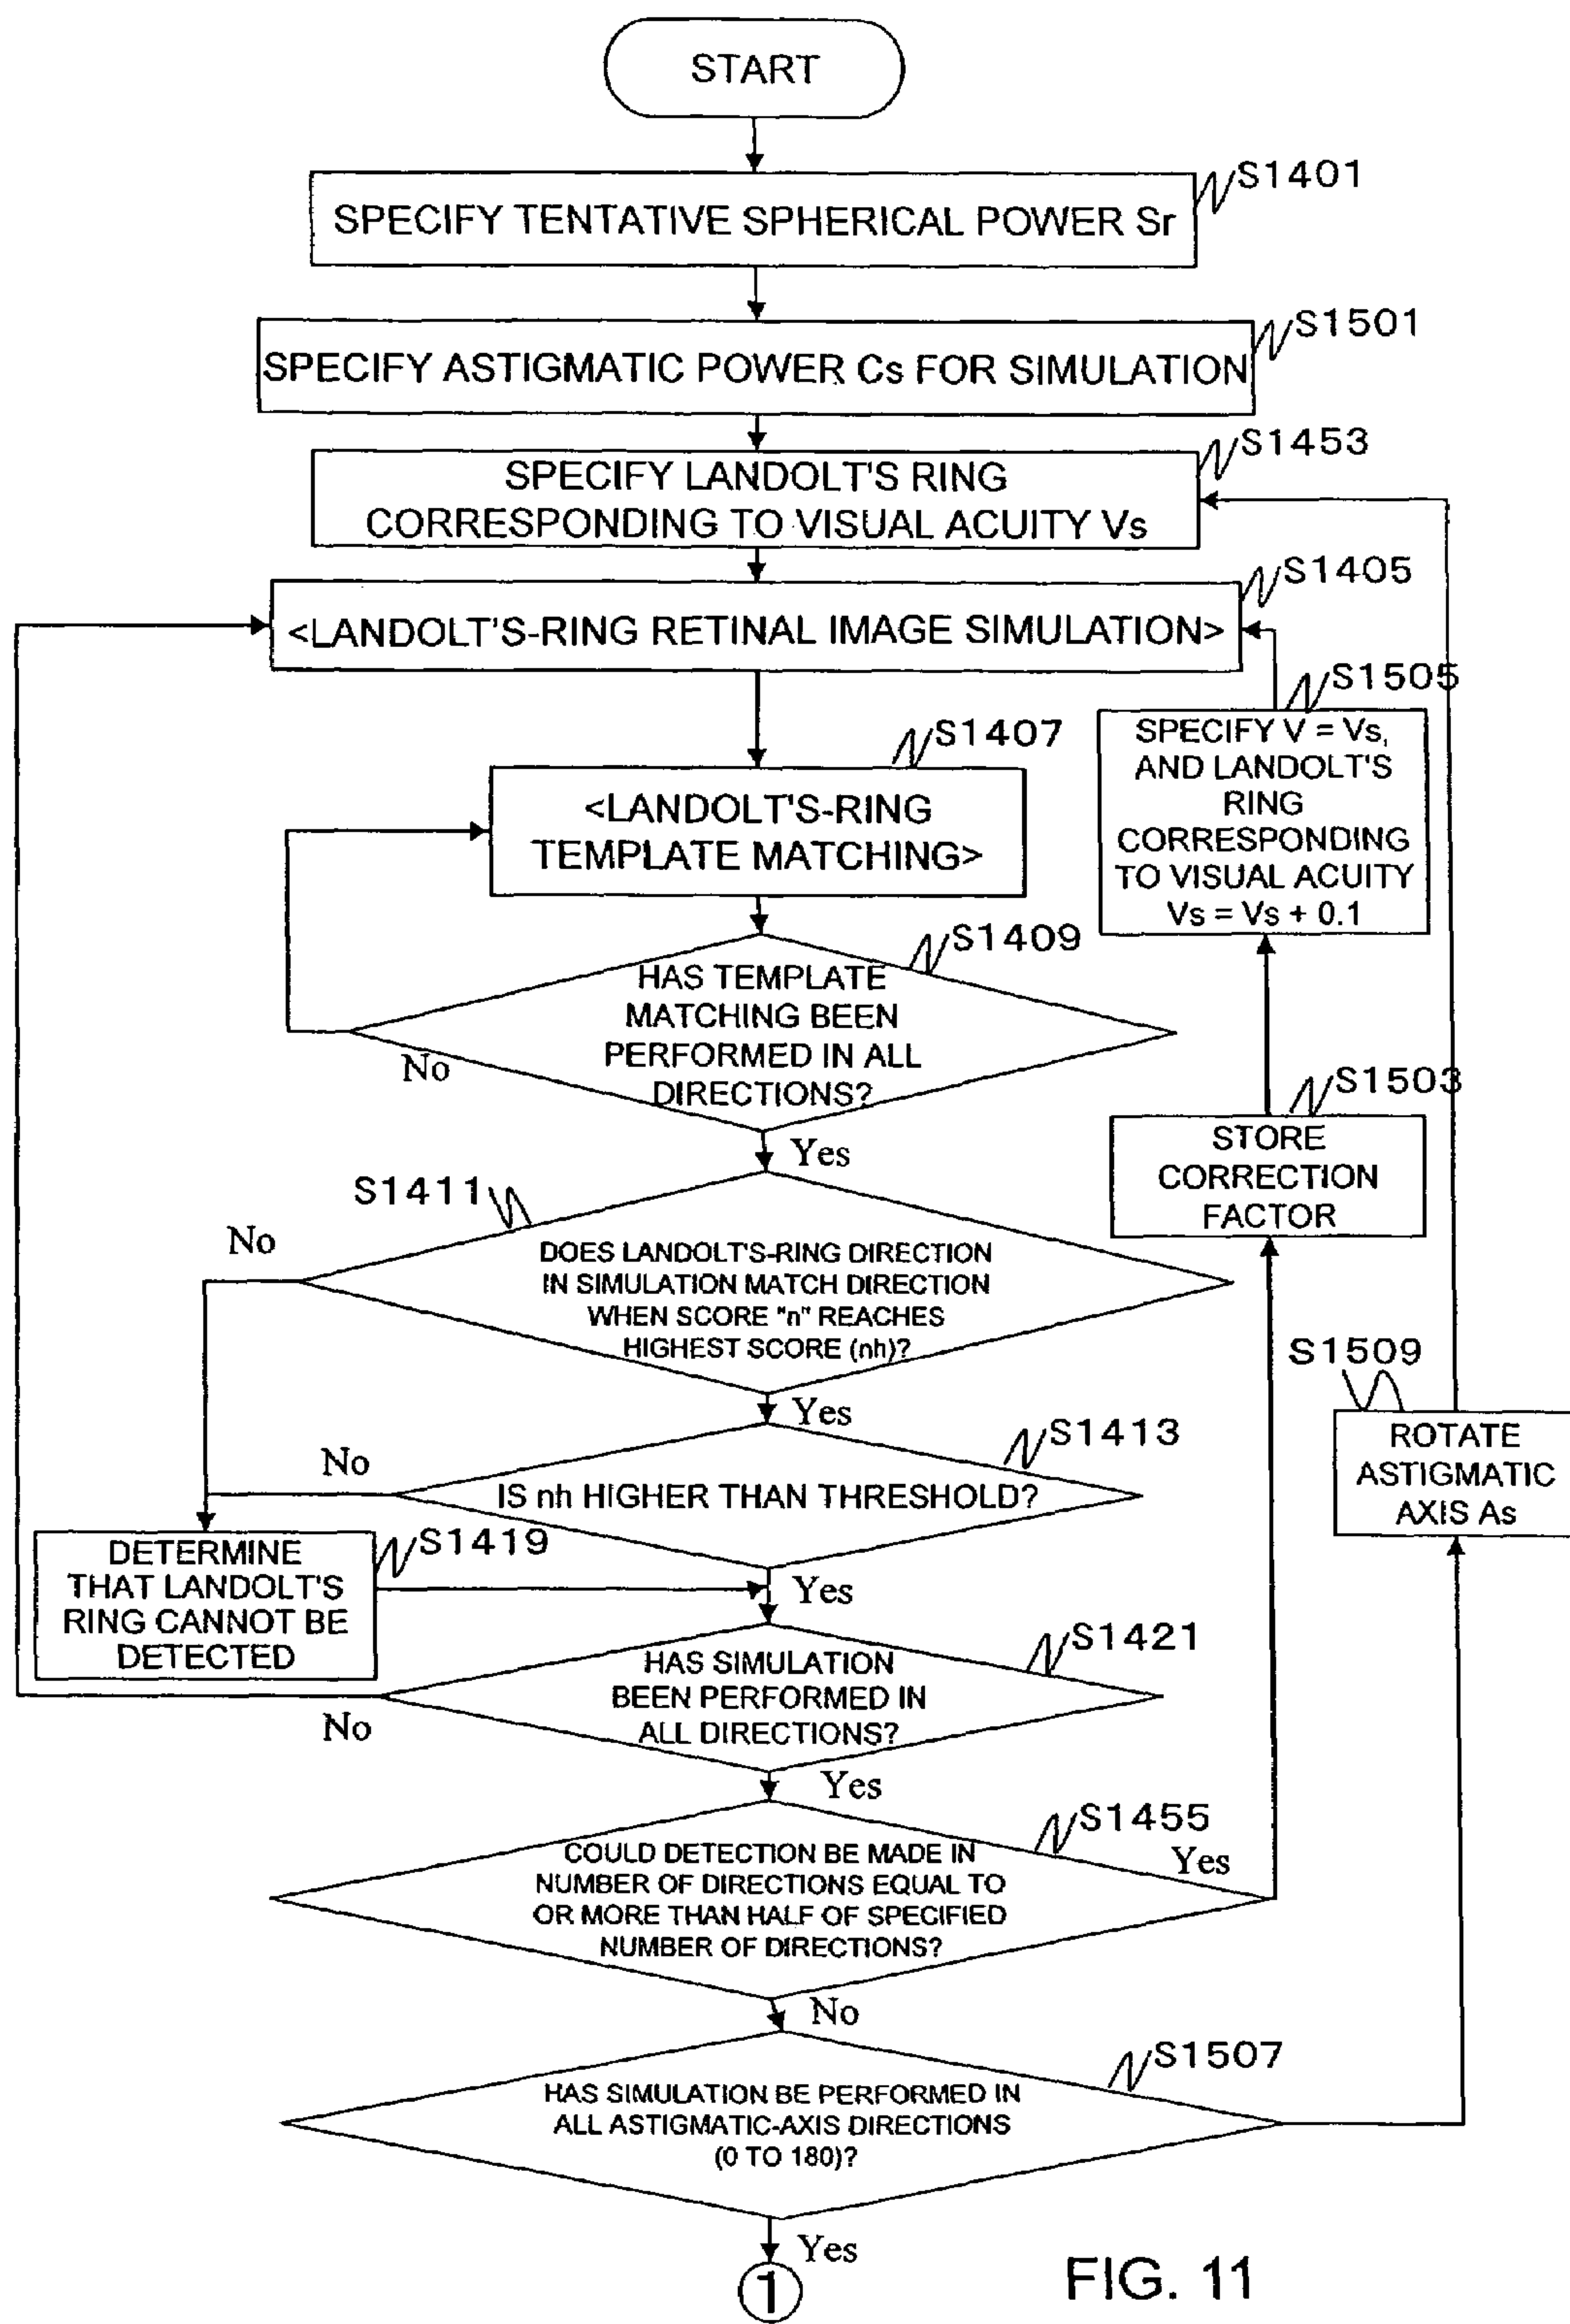 START
S1401
SPECIFY TENTATIVE SPHERICAL POWER Sr
S1501
SPECIFY ASTIGMATIC POWER Cs FOR SIMULATION
S1453
SPECIFY LANDOLT'S RING
CORRESPONDING TO VISUAL ACUITY Vs
S1405
<LANDOLT'S-RING RETINAL IMAGE SIMULATION>
S1505
SPECIFY V = Vs,
AND LANDOLT'S
RING
CORRESPONDING
TO VISUAL ACUITY
Vs = Vs + 0.1
S1407
<LANDOLT'S-RING
TEMPLATE MATCHING>
S1409
HAS TEMPLATE
MATCHING BEEN
PERFORMED IN ALL
DIRECTIONS?
No
Yes
S1503
STORE
CORRECTION
FACTOR
S1411
No
DOES LANDOLT'S-RING DIRECTION
IN SIMULATION MATCH DIRECTION
WHEN SCORE "n" REACHES
HIGHEST SCORE (nh)?
Yes
S1509
ROTATE
ASTIGMATIC
AXIS As
S1413
No
IS nh HIGHER THAN THRESHOLD?
Yes
S1419
DETERMINE
THAT LANDOLT'S
RING CANNOT BE
DETECTED
S1421
HAS SIMULATION
BEEN PERFORMED IN
ALL DIRECTIONS?
No
Yes
S1455
COULD DETECTION BE MADE IN
NUMBER OF DIRECTIONS EQUAL TO
OR MORE THAN HALF OF SPECIFIED
NUMBER OF DIRECTIONS?
Yes
No
S1507
HAS SIMULATION BE PERFORMED IN
ALL ASTIGMATIC-AXIS DIRECTIONS
(0 TO 180)?
Yes
1
FIG. 11